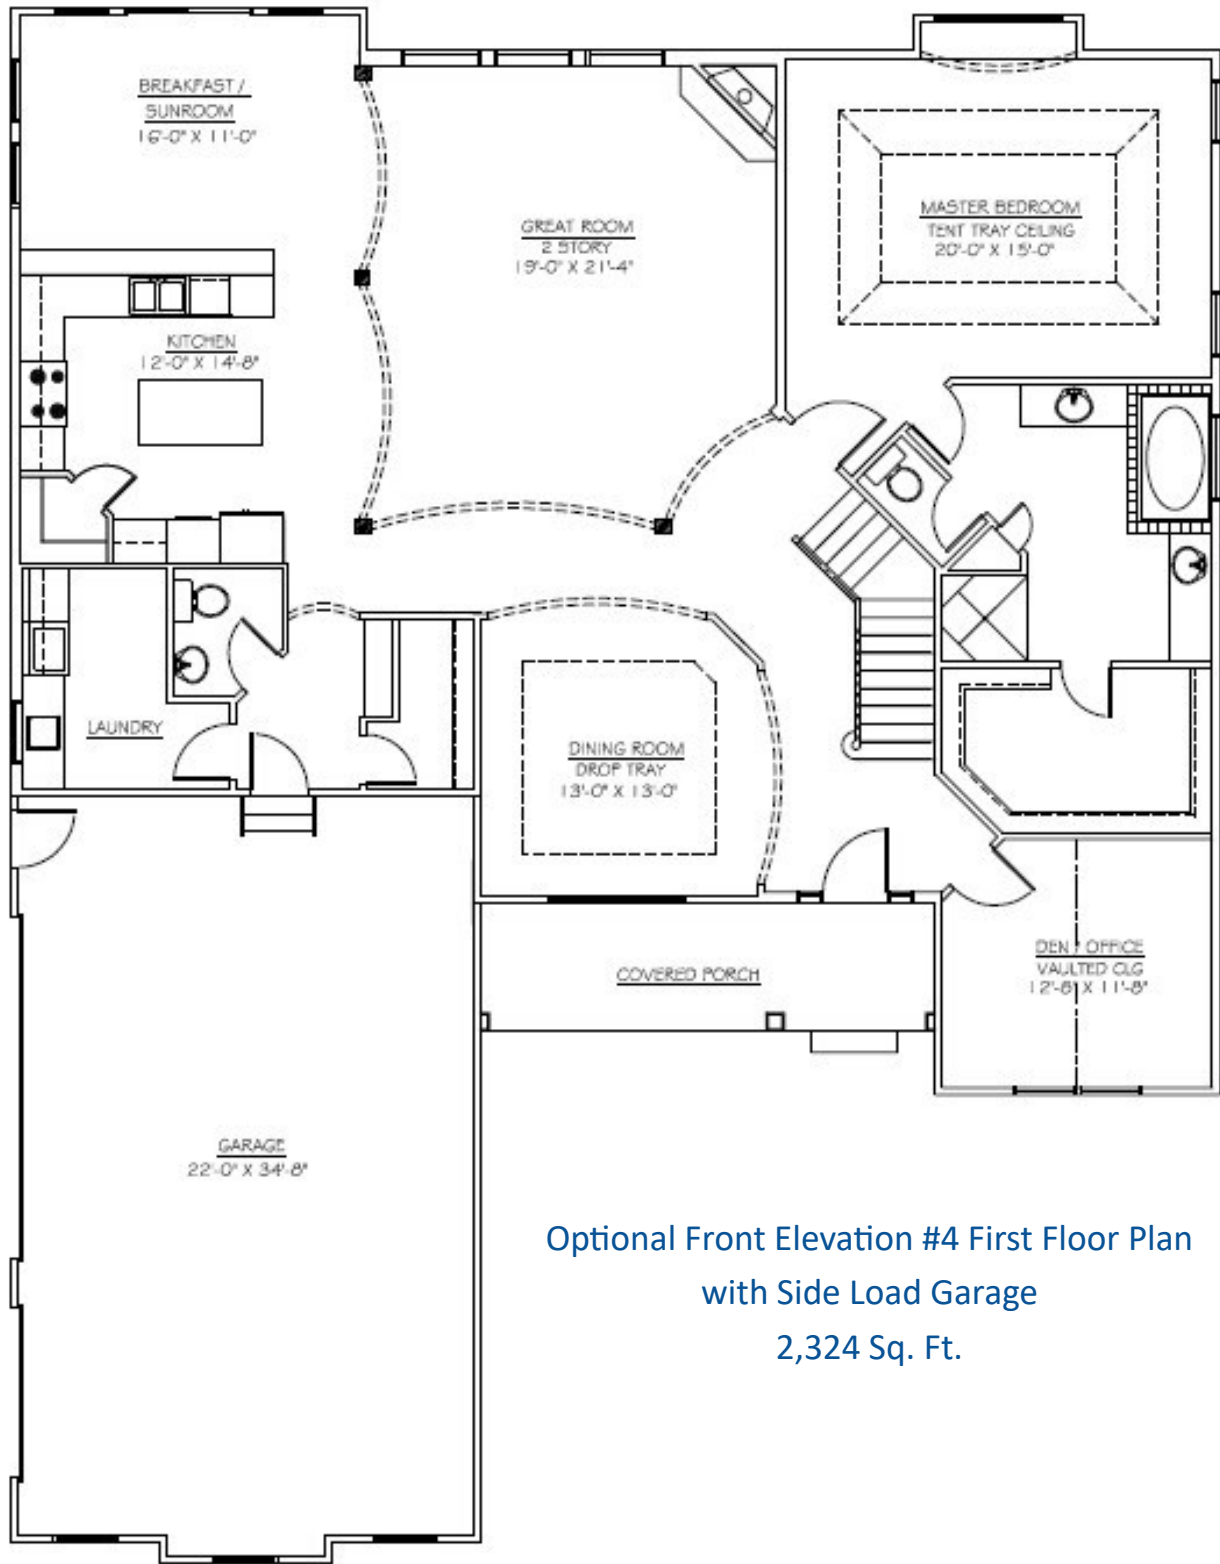 BREAKFAST /
SUNROOM
16'-0" X 11'-0"
GREAT ROOM
2 STORY
19'-0" X 21'-4"
MASTER BEDROOM
TENT TRAY CEILING
20'-0" X 15'-0"
KITCHEN
12'-0" X 14'-8"
LAUNDRY
DINING ROOM
DROP TRAY
13'-0" X 13'-0"
COVERED PORCH
DEN / OFFICE
VAULTED CLG
12'-8" X 11'-8"
GARAGE
22'-0" X 34'-8"
Optional Front Elevation #4 First Floor Plan
with Side Load Garage
2,324 Sq. Ft.